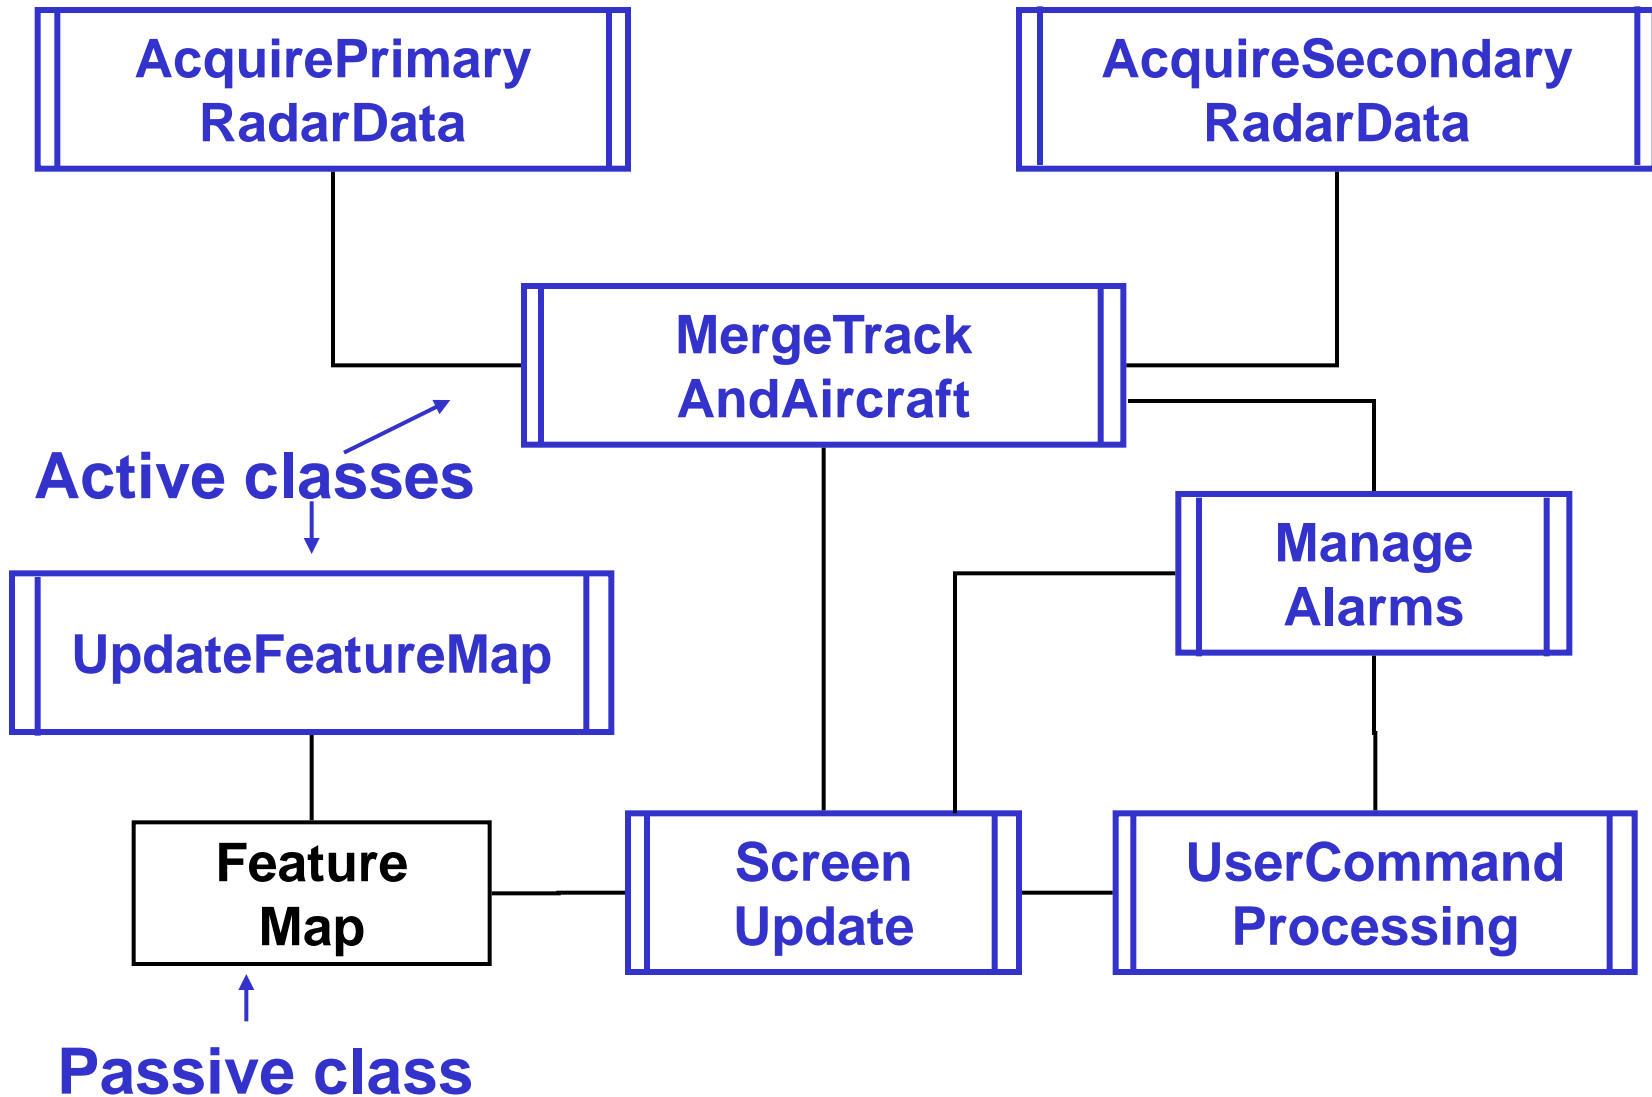 AcquirePrimary
RadarData
AcquireSecondary
RadarData
MergeTrack
AndAircraft
Active classes
Manage
Alarms
UpdateFeatureMap
Feature
Map
Screen
Update
UserCommand
Processing
Passive class